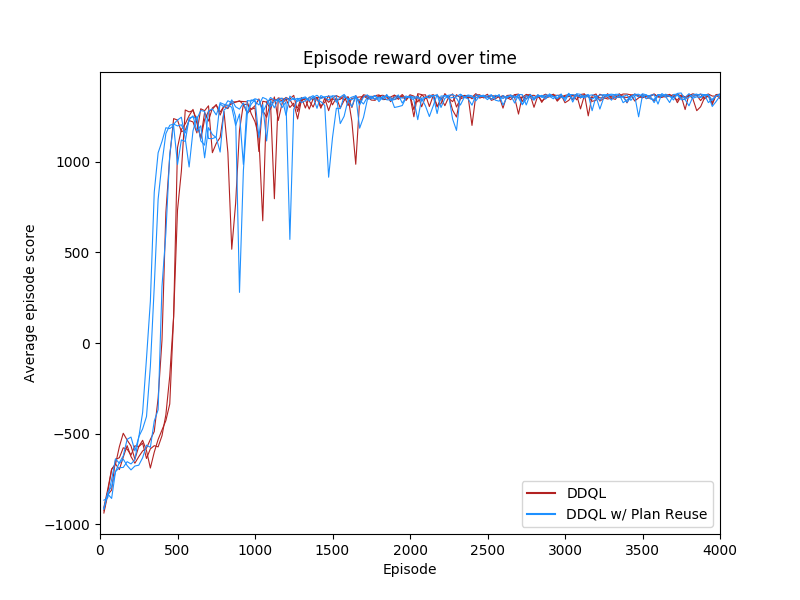 Episode reward over time
Average episode score
1000
500
0
−500
−1000
0
500
1000
1500
2000
2500
3000
3500
4000
Episode
DDQL
DDQL w/ Plan Reuse